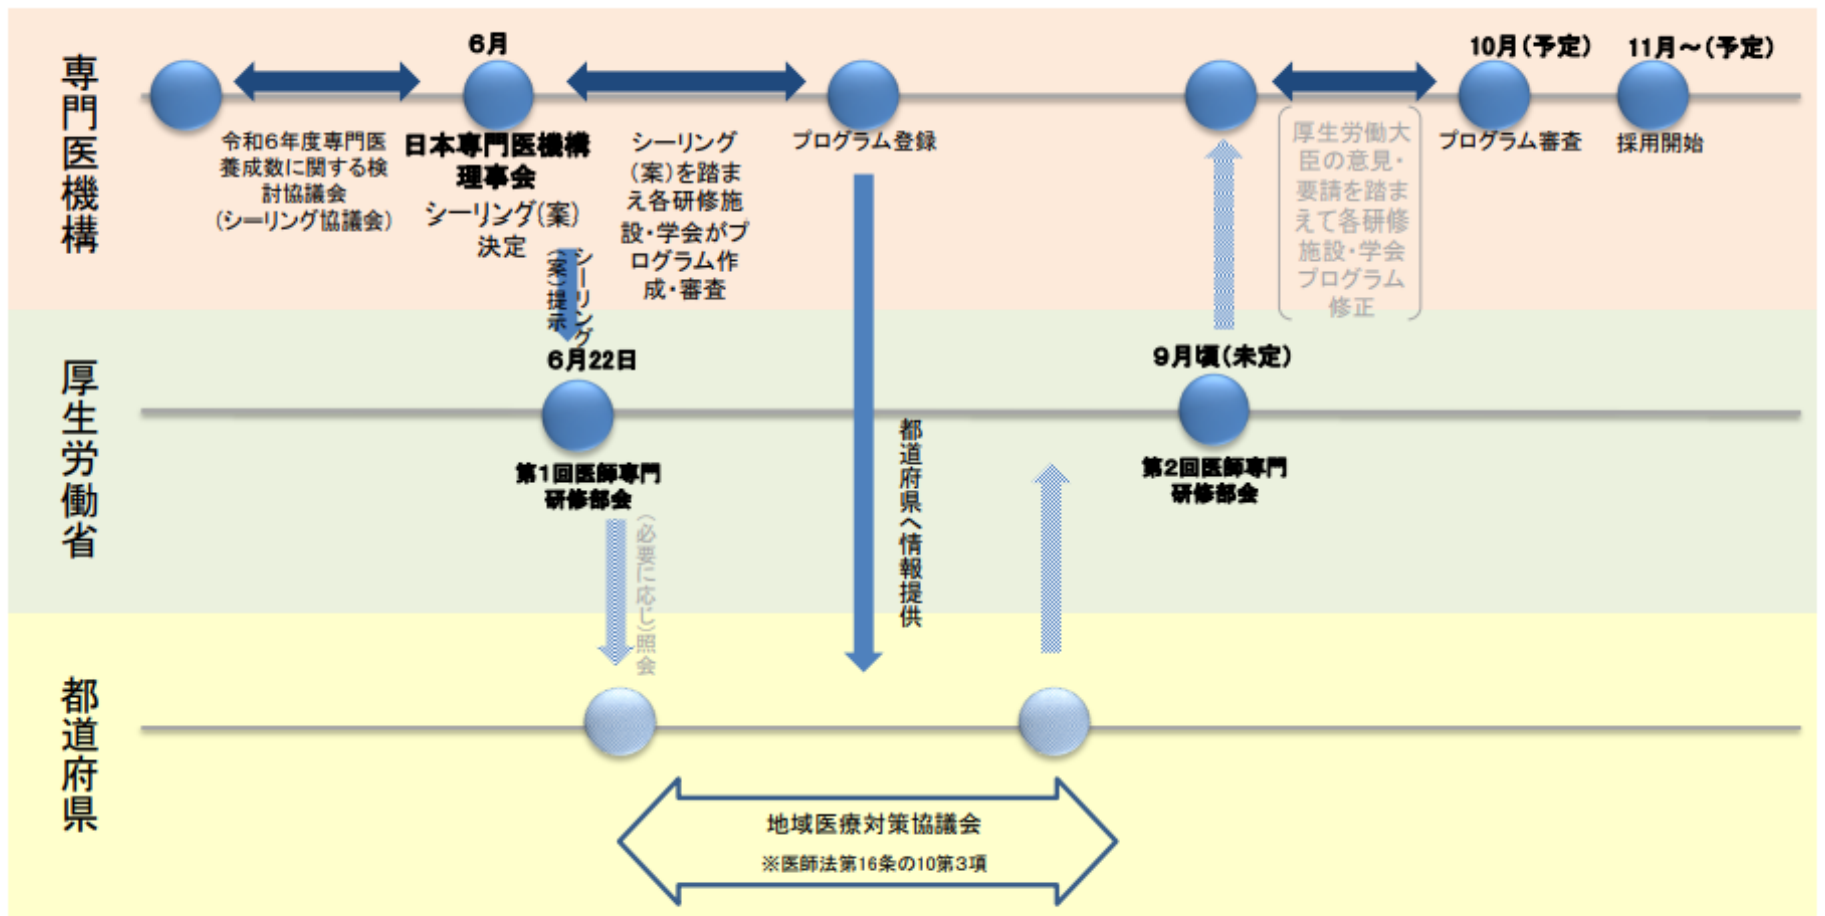 専門医機構
6月
10月(予定)
11月～(予定)
令和6年度専門医
養成数に関する検
討協議会
(シーリング協議会)
日本専門医機構
理事会
シーリング(案)
決定
シーリング
(案)を踏ま
え各研修施
設・学会がプ
ログラム作
成・審査
プログラム登録
厚生労働大
臣の意見・
要請を踏ま
えて各研修
施設・学会
プログラム
修正
プログラム審査
採用開始
シーリング
(案)提示
厚生労働省
6月22日
第1回医師専門
研修部会
9月頃(未定)
第2回医師専門
研修部会
(必要に応じ)照会
都道府県へ情報提供
都道府県
地域医療対策協議会
※医師法第16条の10第3項